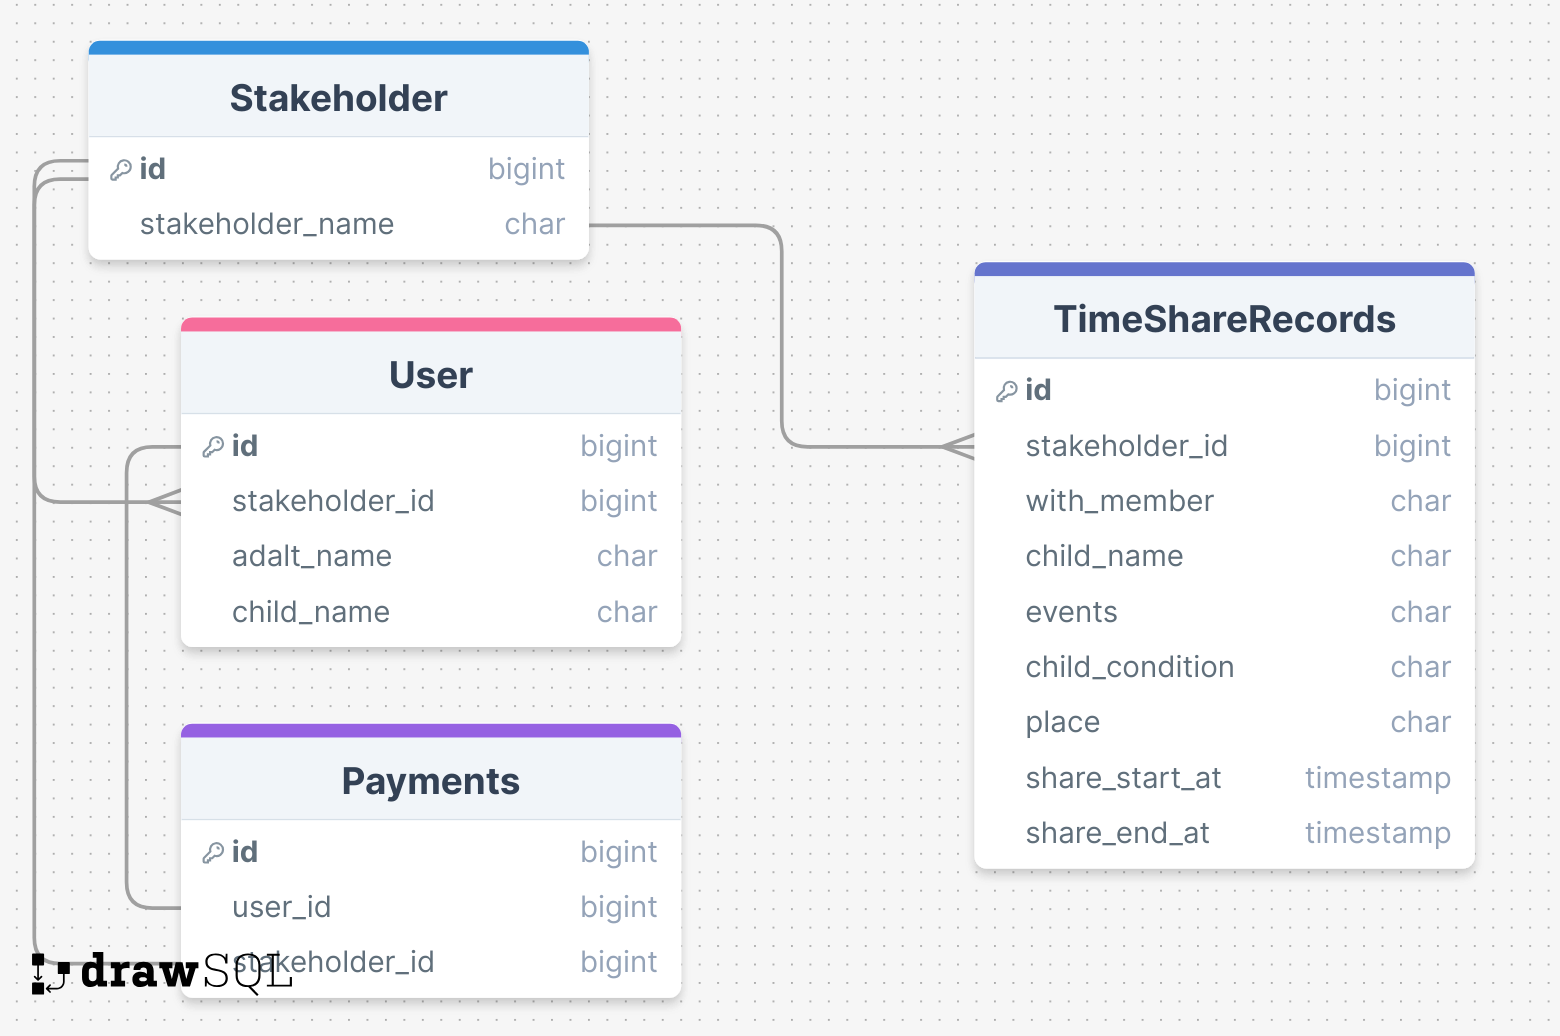 Stakeholder
id bigint
stakeholder_name char
User
id bigint
stakeholder_id bigint
adalt_name char
child_name char
Payments
id bigint
user_id bigint
stakeholder_id bigint
TimeShareRecords
id bigint
stakeholder_id bigint
with_member char
child_name char
events char
child_condition char
place char
share_start_at timestamp
share_end_at timestamp
drawSQL